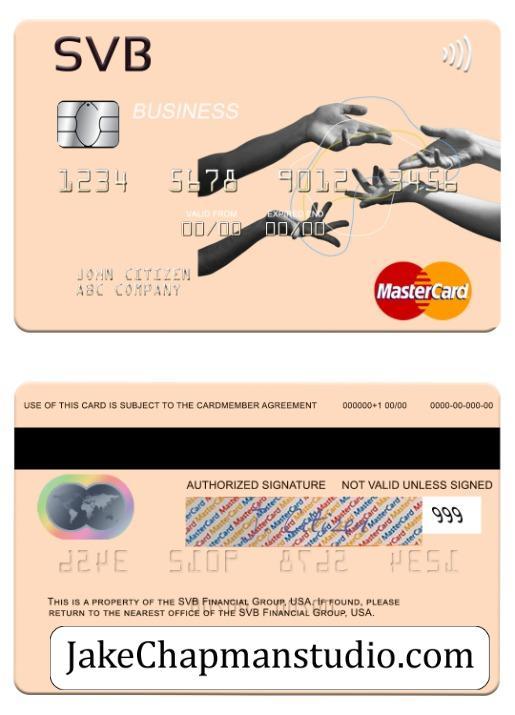 SVB
BUSINESS
1234 5678 9012 3456
VALID FROM EXPIRES END
00/00 00/00
JOHN CITIZEN
ABC COMPANY
MasterCard
USE OF THIS CARD IS SUBJECT TO THE CARDMEMBER AGREEMENT 000000+1 00/00 0000-00-000-00
AUTHORIZED SIGNATURE NOT VALID UNLESS SIGNED
999
THIS IS A PROPERTY OF THE SVB FINANCIAL GROUP, USA. IF FOUND, PLEASE
RETURN TO THE NEAREST OFFICE OF THE SVB FINANCIAL GROUP, USA.
JakeChapmanstudio.com